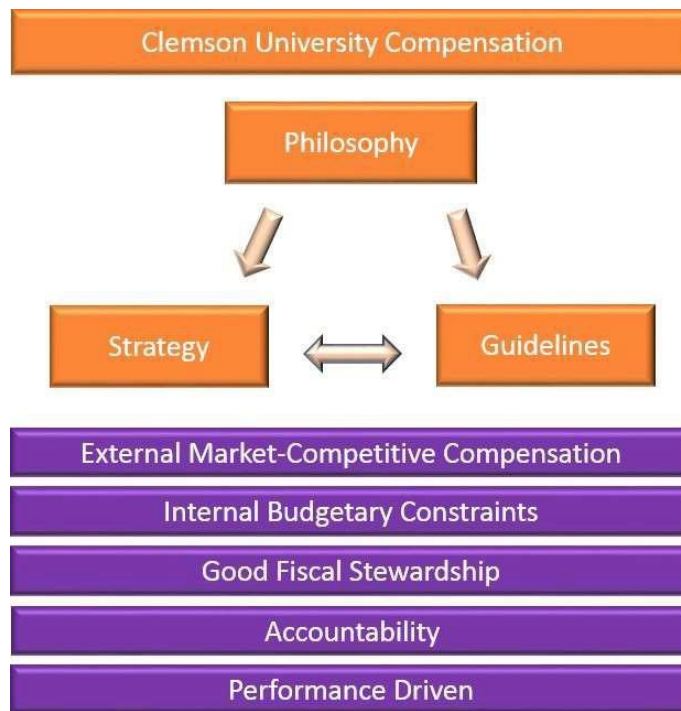 Clemson University Compensation
Philosophy
Strategy
Guidelines
External Market-Competitive Compensation
Internal Budgetary Constraints
Good Fiscal Stewardship
Accountability
Performance Driven